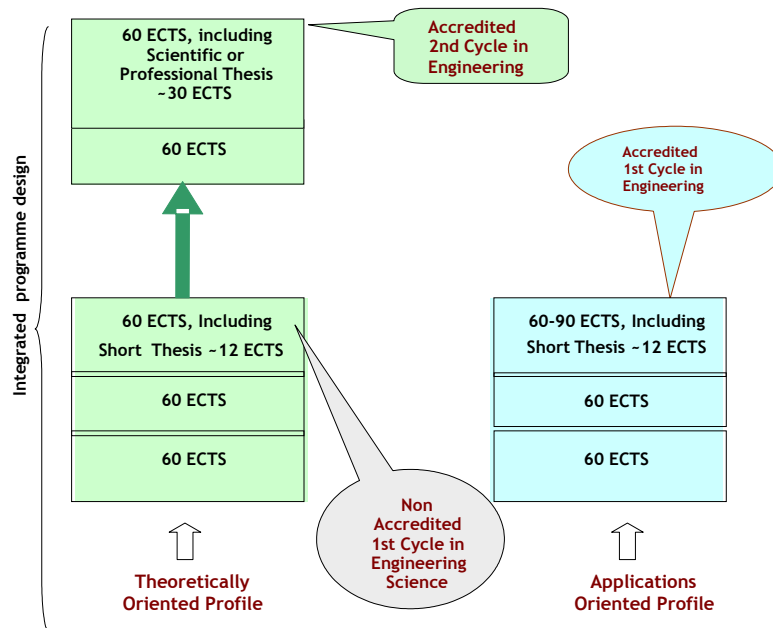 60 ECTS, including
Scientific or
Professional Thesis
~30 ECTS
60 ECTS
Accredited
2nd Cycle in
Engineering
Accredited
1st Cycle in
Engineering
Integrated programme design
60 ECTS, Including
Short Thesis ~12 ECTS
60 ECTS
60 ECTS
60-90 ECTS, Including
Short Thesis ~12 ECTS
60 ECTS
60 ECTS
Non
Accredited
1st Cycle in
Engineering
Science
Theoretically
Oriented Profile
Applications
Oriented Profile